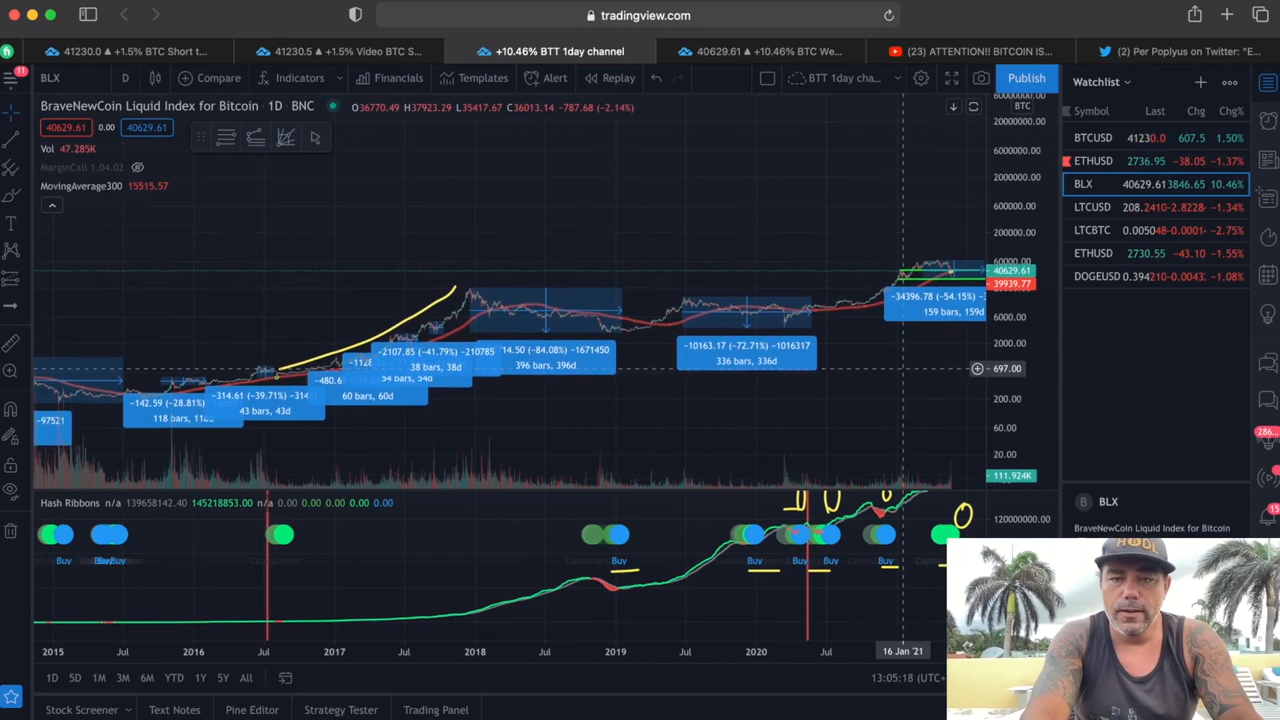 www.tradingview.com
41230.0 ▲ +1.5% BTC Short t...
41230.5 ▲ +1.5% Video BTC S...
+10.46% BTT 1day channel
40629.61 ▲ +10.46% BTC We...
(23) ATTENTION!! BITCOIN IS...
(2) Per Poplyus on Twitter: "E...
11
BLX
D
Compare
Indicators
Financials
Templates
Alert
Replay
BTT 1day cha...
Publish
Watchlist
BraveNewCoin Liquid Index for Bitcoin · 1D · BNC
O36770.49 H37923.29 L35417.67 C36013.14 −787.68 (−2.14%)
40629.61 0.00 40629.61
Vol 47.285K
MarginCall 1.04.02
MovingAverage300 15515.57
BTC
60000000.00
20000000.00
6000000.00
2000000.00
600000.00
200000.00
60000.00
40629.61
39939.77
6000.00
2000.00
697.00
200.00
60.00
20.00
111.924K
Symbol Last Chg Chg%
BTCUSD 41230.0 607.5 1.50%
ETHUSD 2736.95 −38.05 −1.37%
BLX 40629.61 3846.65 10.46%
LTCUSD 208.2410 −2.8228 −1.34%
LTCBTC 0.005048 −0.0001 −2.75%
ETHUSD 2730.55 −43.10 −1.55%
DOGEUSD 0.394210 −0.0043 −1.08%
−97521
−142.59 (−28.81%)
118 bars, 118d
−314.61 (−39.71%) −314
43 bars, 43d
−480.6
60 bars, 60d
−1128
54 bars, 54d
−2107.85 (−41.79%) −210785
38 bars, 38d
14.50 (−84.08%) −1671450
396 bars, 396d
−10163.17 (−72.71%) −1016317
336 bars, 336d
−34396.78 (−54.15%)
159 bars, 159d
Hash Ribbons n/a 139658142.40 145218853.00 n/a 0.00 0.00 0.00 0.00 0.00
120000000.00
Buy
Buy
Buy
Buy
Buy
Buy
Buy
Buy
2015 Jul 2016 Jul 2017 Jul 2018 Jul 2019 Jul 2020 Jul 16 Jan '21
1D 5D 1M 3M 6M YTD 1Y 5Y All
13:05:18 (UTC+
Stock Screener
Text Notes
Pine Editor
Strategy Tester
Trading Panel
286...
15
B BLX
BraveNewCoin Liquid Index for Bitcoin
HODL